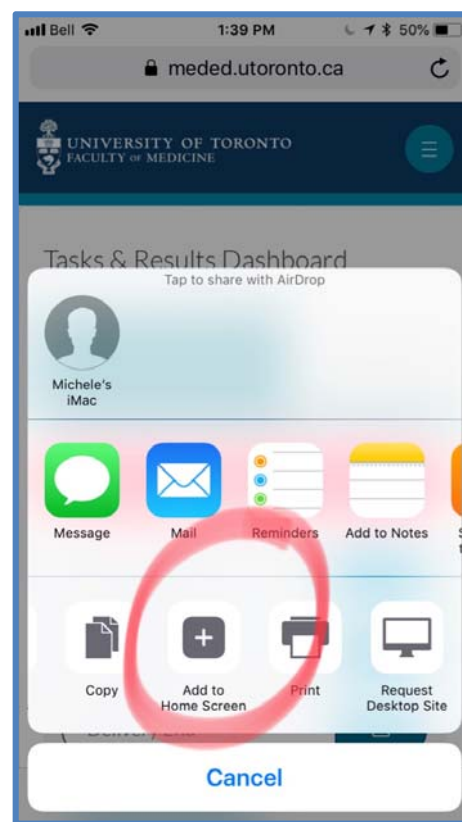 Bell 1:39 PM 50%
meded.utoronto.ca
UNIVERSITY OF TORONTO
FACULTY OF MEDICINE
Tasks & Results Dashboard
Tap to share with AirDrop
Michele's
iMac
Message Mail Reminders Add to Notes
Copy Add to Home Screen Print Request Desktop Site
Cancel